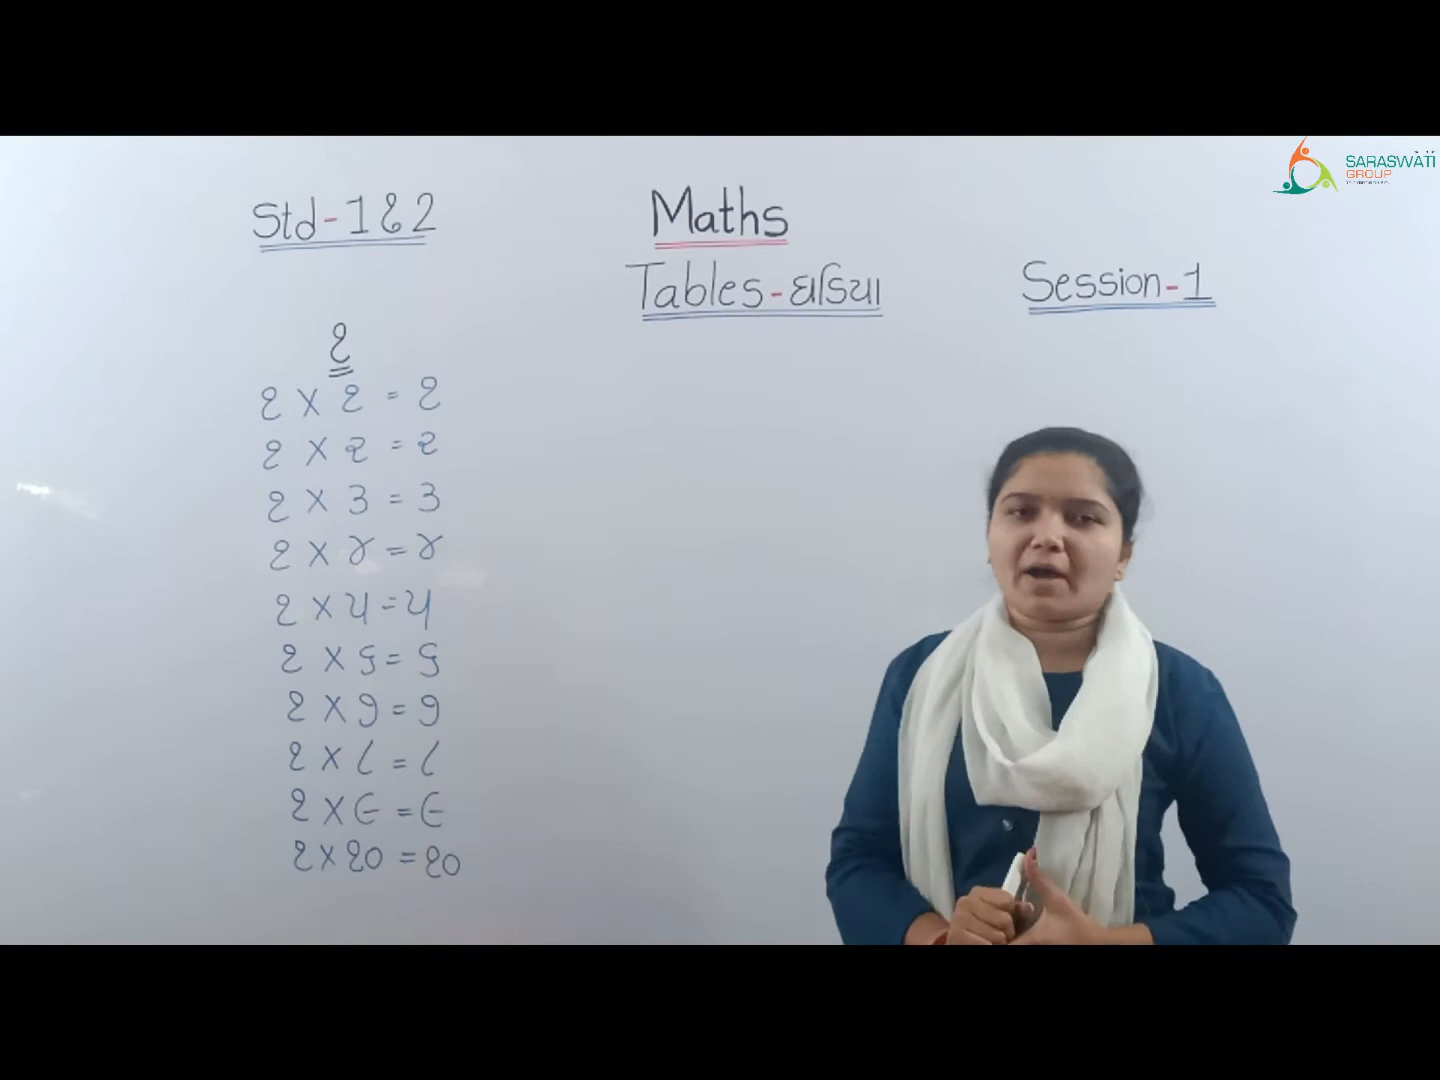 Std-1 & 2
Maths
Tables-ઘડિયા
Session-1
૧
૧ X ૧ = ૧
૧ X ૨ = ૨
૧ X ૩ = ૩
૧ X ૪ = ૪
૧ X ૫ = ૫
૧ X ૬ = ૬
૧ X ૭ = ૭
૧ X ૮ = ૮
૧ X ૯ = ૯
૧ X ૧૦ = ૧૦
SARASWATI
GROUP